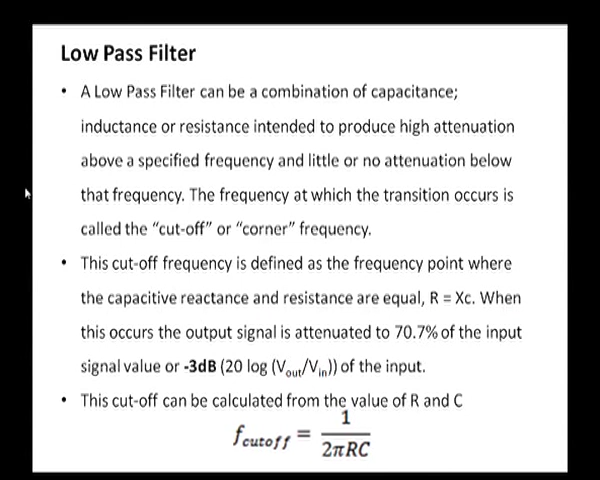 Low Pass Filter
• A Low Pass Filter can be a combination of capacitance;
inductance or resistance intended to produce high attenuation
above a specified frequency and little or no attenuation below
that frequency. The frequency at which the transition occurs is
called the “cut-off” or “corner” frequency.
• This cut-off frequency is defined as the frequency point where
the capacitive reactance and resistance are equal, R = Xc. When
this occurs the output signal is attenuated to 70.7% of the input
signal value or -3dB (20 log (Vout/Vin)) of the input.
• This cut-off can be calculated from the value of R and C
fcutoff = 1 / 2πRC